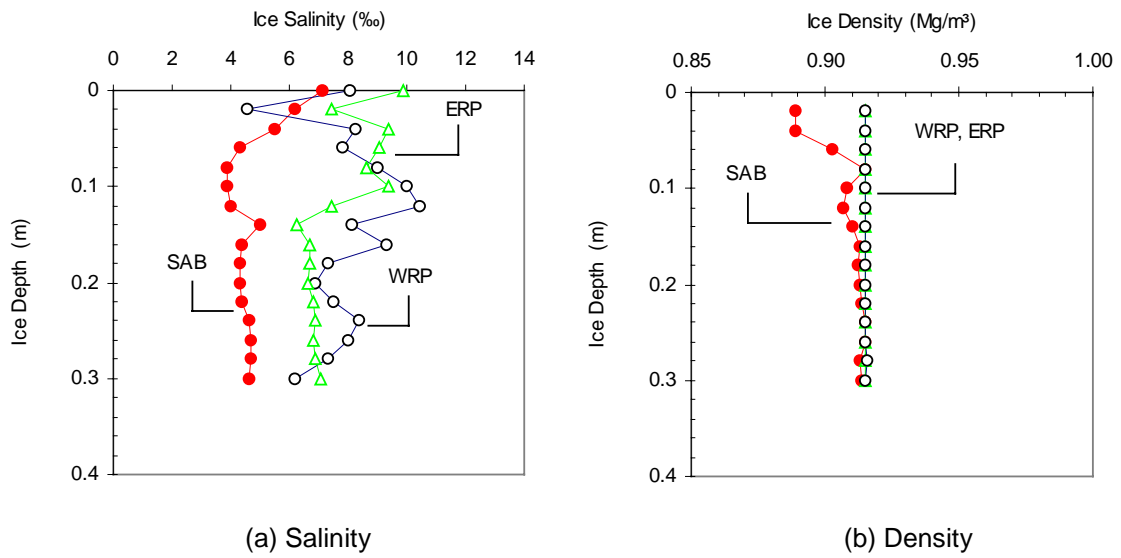 Ice Salinity (‰)
0 2 4 6 8 10 12 14
0
0.1
0.2
0.3
0.4
Ice Depth (m)
ERP
SAB
WRP
(a) Salinity
Ice Density (Mg/m³)
0.85 0.90 0.95 1.00
0
0.1
0.2
0.3
0.4
Ice Depth (m)
WRP, ERP
SAB
(b) Density